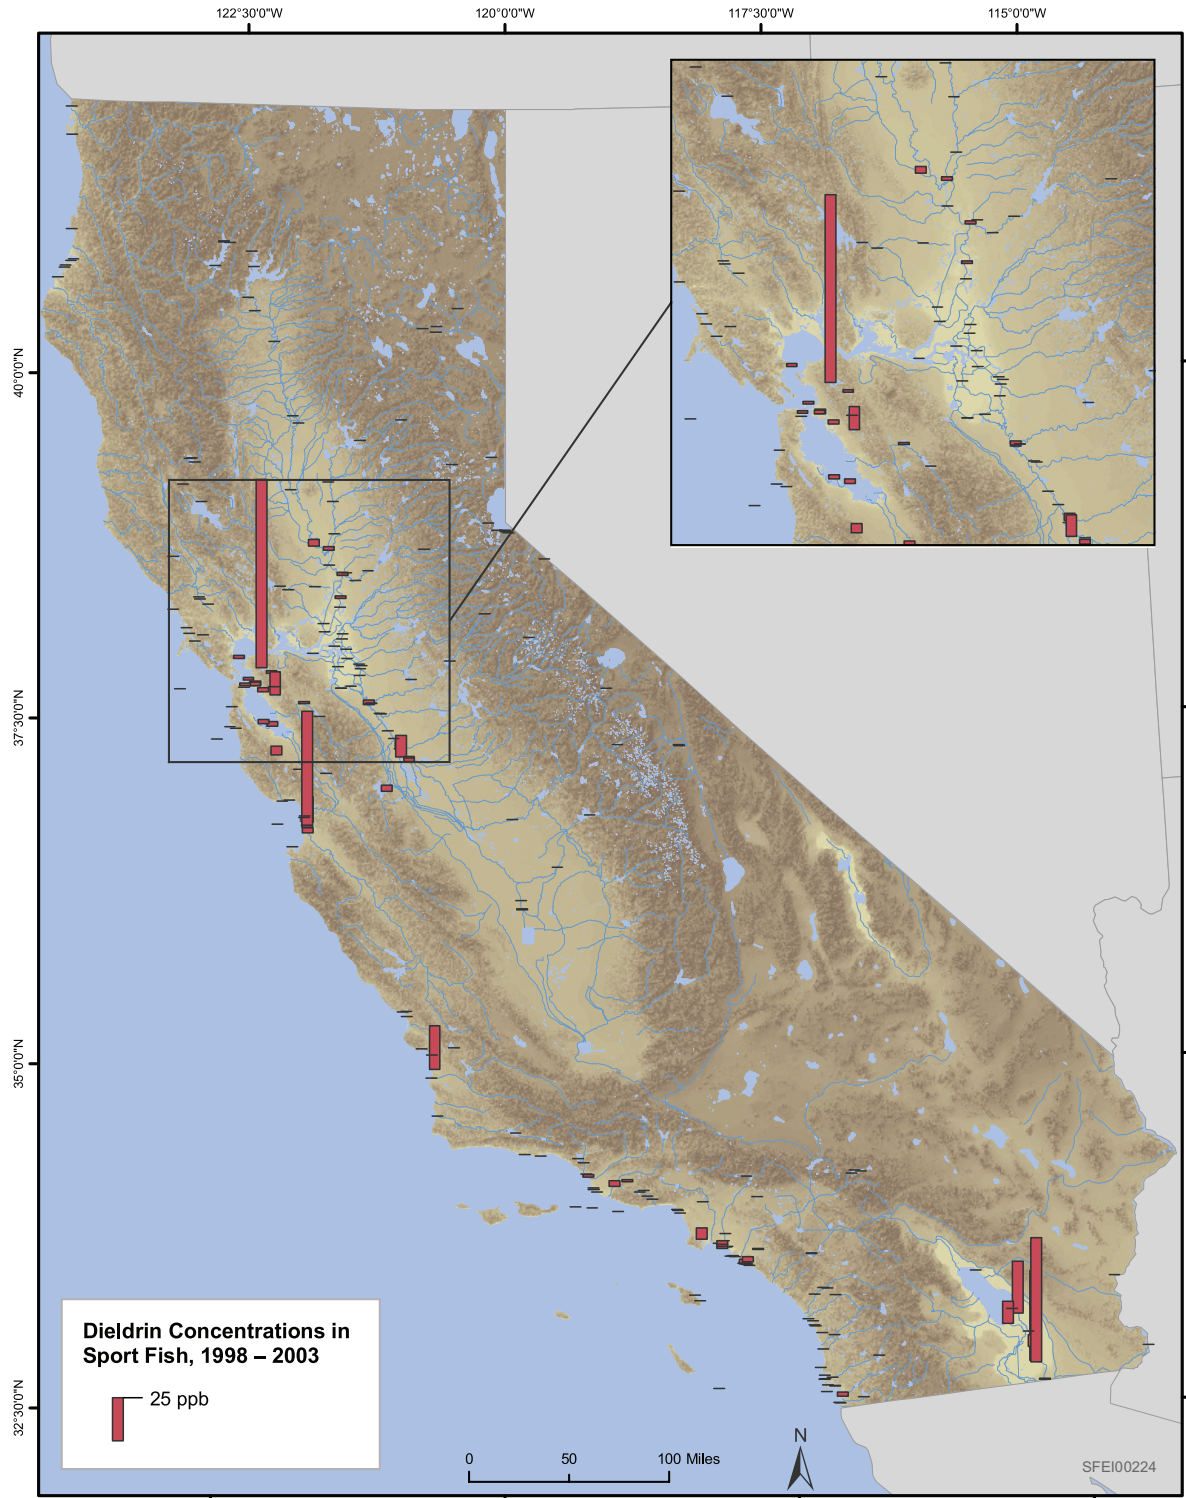 122°30'0"W 120°0'0"W 117°30'0"W 115°0'0"W
40°0'0"N
37°30'0"N
35°0'0"N
32°30'0"N
Dieldrin Concentrations in
Sport Fish, 1998 – 2003
25 ppb
0 50 100 Miles
N
SFEI00224